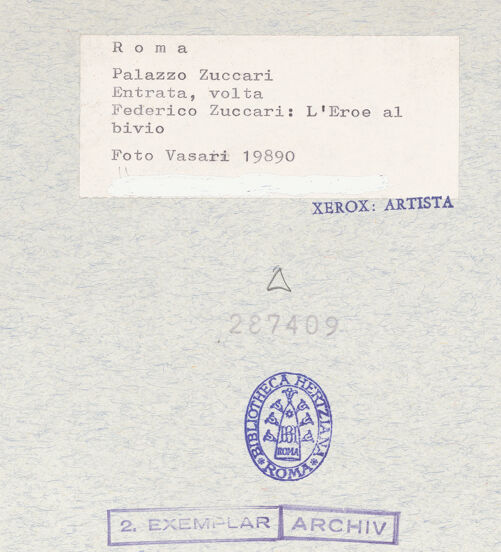 R o m a
Palazzo Zuccari
Entrata, volta
Federico Zuccari: L'Eroe al
bivio
Foto Vasari 19890
XEROX: ARTISTA
287409
BIBLIOTHECA HERTZIANA
ROMA
* ROMA *
2. EXEMPLAR ARCHIV